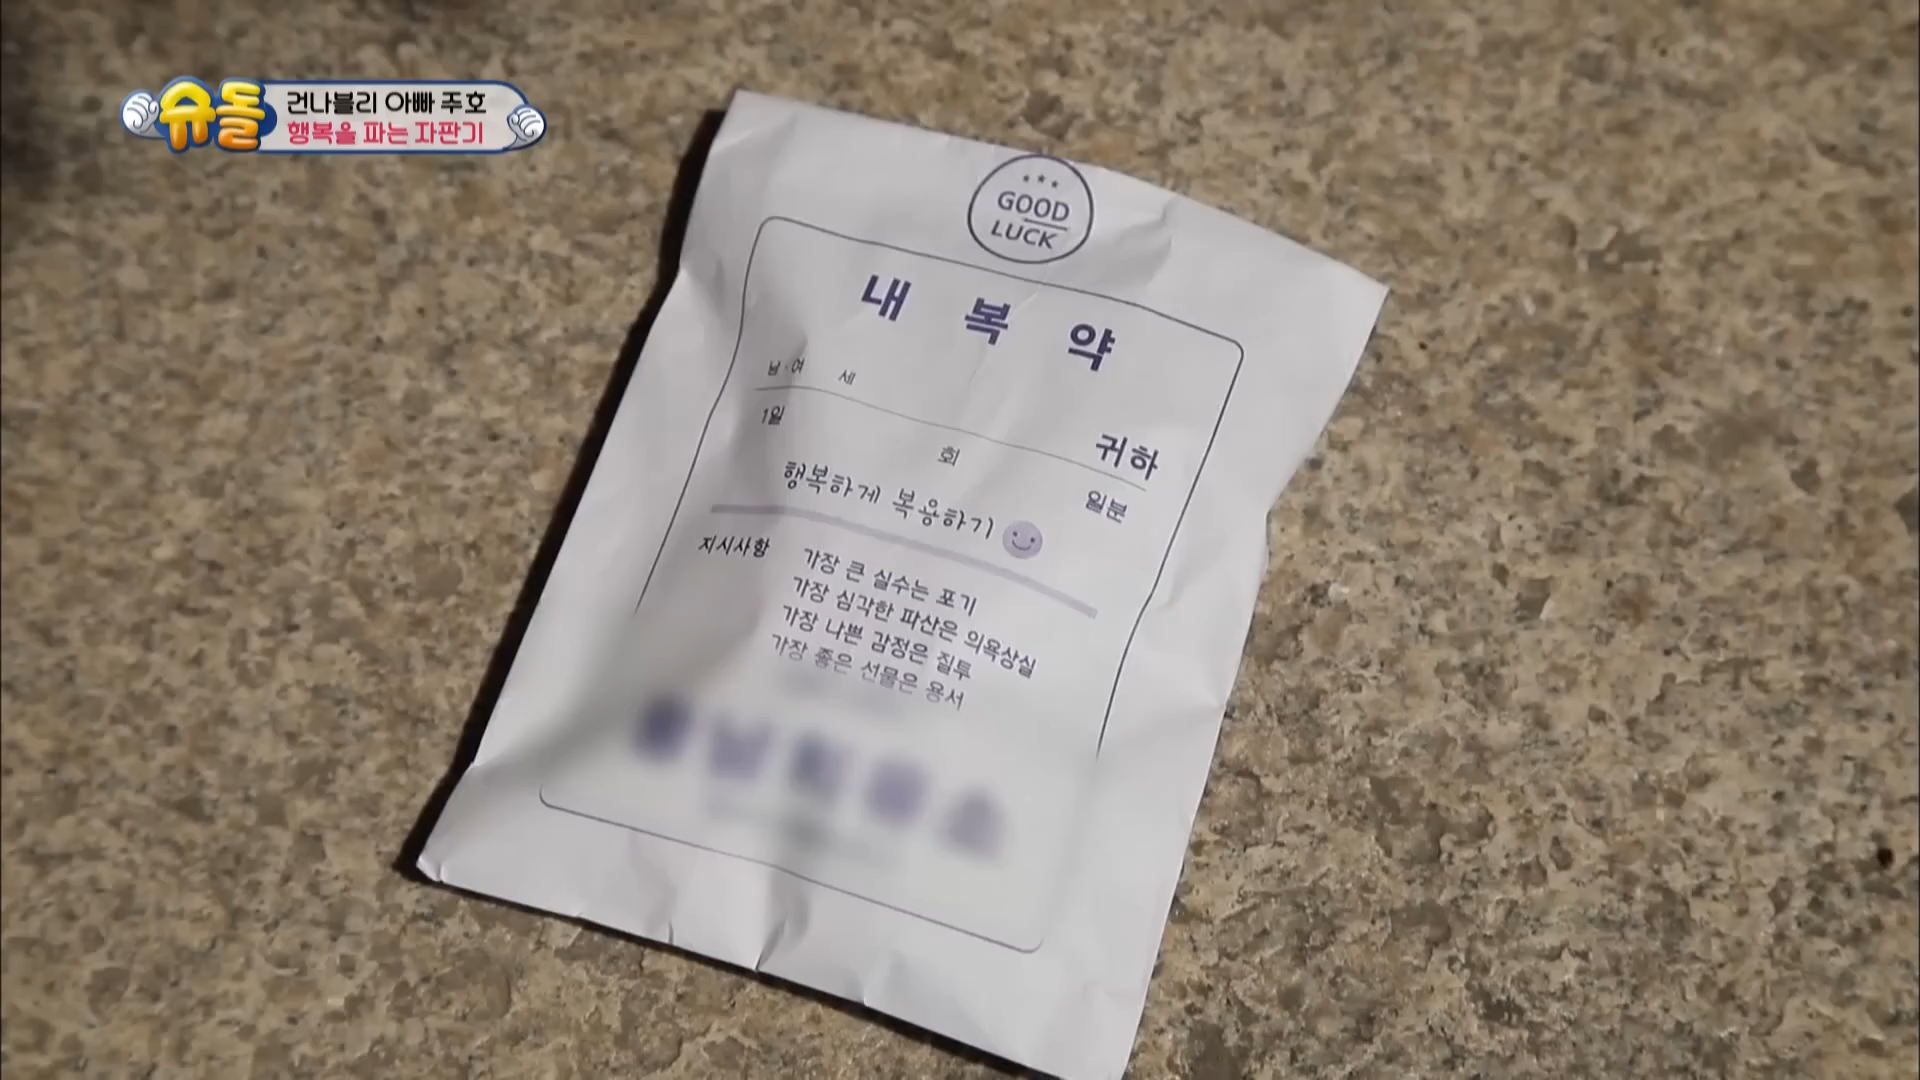 슈돌
건나블리 아빠 주호
행복을 파는 자판기
GOOD
LUCK
내 복 약
남·여 세
귀하
1일 회 일분
행복하게 복용하기
지시사항
가장 큰 실수는 포기
가장 심각한 파산은 의욕상실
가장 나쁜 감정은 질투
가장 좋은 선물은 용서